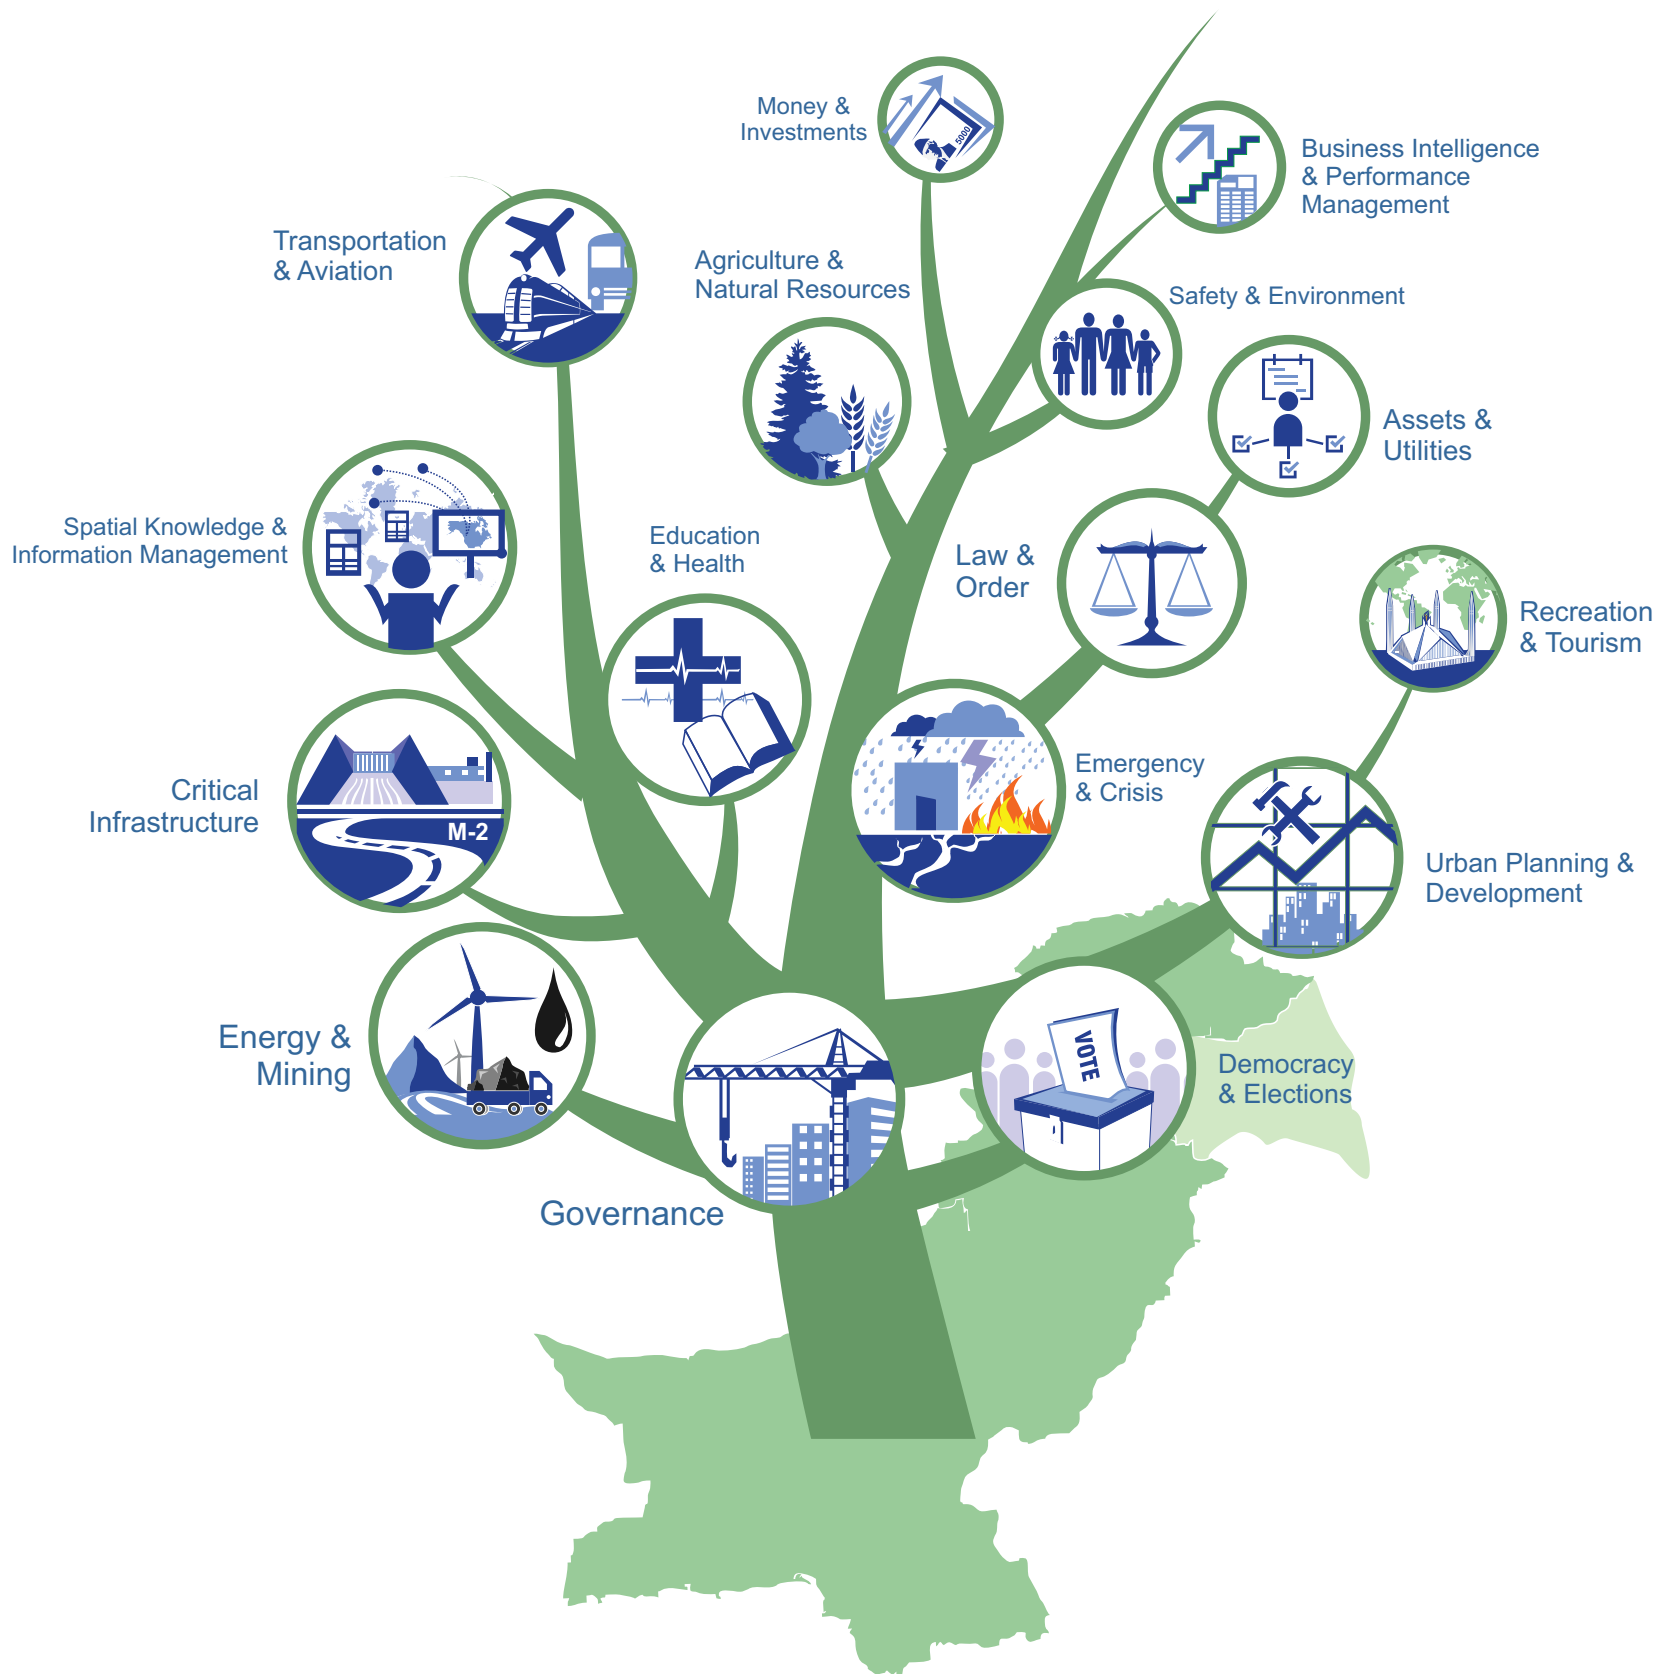 Money &
Investments
5000
Business Intelligence
& Performance
Management
Transportation
& Aviation
Agriculture &
Natural Resources
Safety & Environment
Assets &
Utilities
Spatial Knowledge &
Information Management
Education
& Health
Law &
Order
Recreation
& Tourism
Critical
Infrastructure
M-2
Emergency
& Crisis
Urban Planning &
Development
Energy &
Mining
VOTE
Democracy
& Elections
Governance